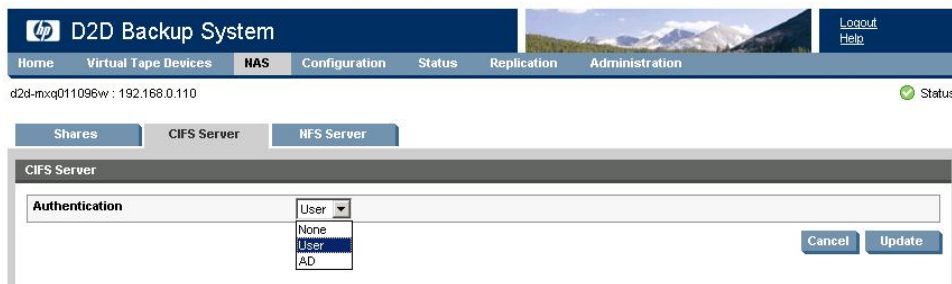 hp D2D Backup System
Logout
Help
Home Virtual Tape Devices NAS Configuration Status Replication Administration
d2d-mxq011096w : 192.168.0.110 Status
Shares CIFS Server NFS Server
CIFS Server
Authentication User
None
User
AD
Cancel Update